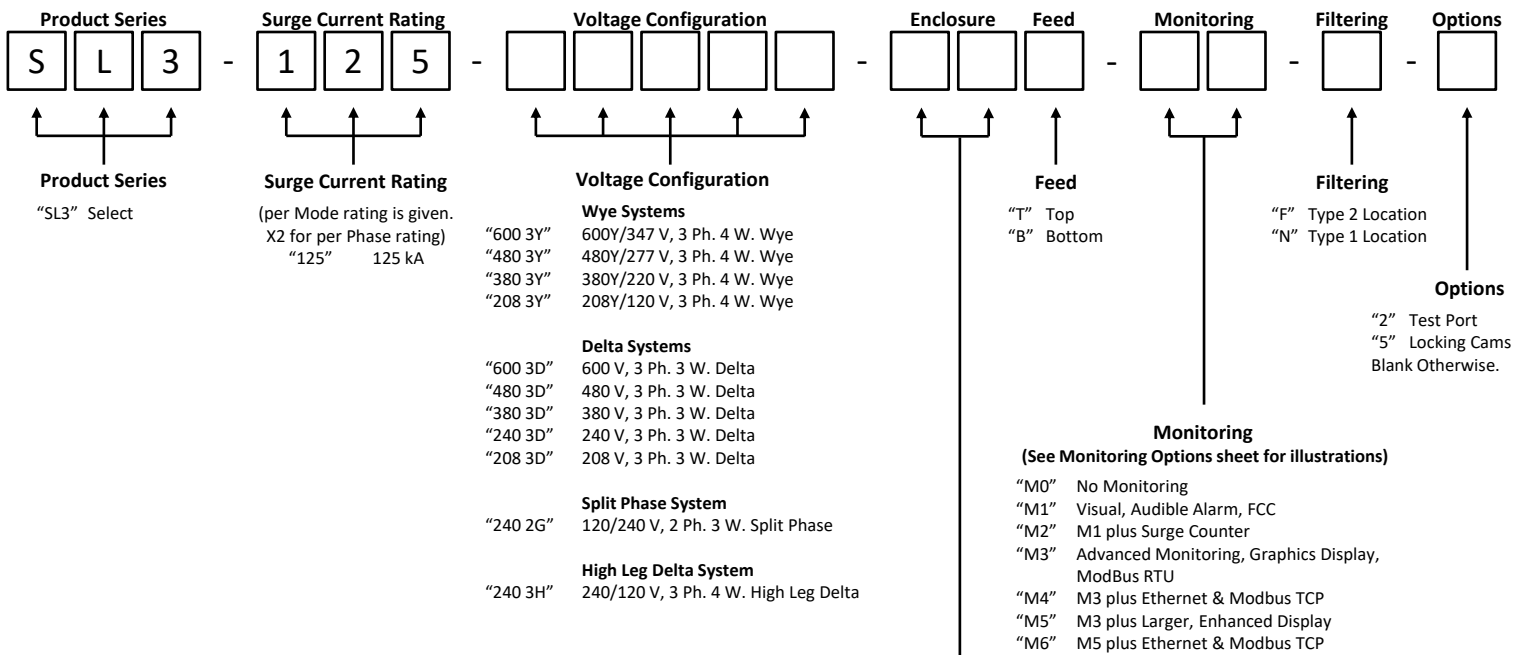 Product Series Surge Current Rating Voltage Configuration Enclosure Feed Monitoring Filtering Options
S L 3 - 1 2 5 - - - - -
Product Series
“SL3” Select
Surge Current Rating
(per Mode rating is given.
X2 for per Phase rating)
“125” 125 kA
Voltage Configuration
Wye Systems
“600 3Y” 600Y/347 V, 3 Ph. 4 W. Wye
“480 3Y” 480Y/277 V, 3 Ph. 4 W. Wye
“380 3Y” 380Y/220 V, 3 Ph. 4 W. Wye
“208 3Y” 208Y/120 V, 3 Ph. 4 W. Wye
Delta Systems
“600 3D” 600 V, 3 Ph. 3 W. Delta
“480 3D” 480 V, 3 Ph. 3 W. Delta
“380 3D” 380 V, 3 Ph. 3 W. Delta
“240 3D” 240 V, 3 Ph. 3 W. Delta
“208 3D” 208 V, 3 Ph. 3 W. Delta
Split Phase System
“240 2G” 120/240 V, 2 Ph. 3 W. Split Phase
High Leg Delta System
“240 3H” 240/120 V, 3 Ph. 4 W. High Leg Delta
Feed
“T” Top
“B” Bottom
Filtering
“F” Type 2 Location
“N” Type 1 Location
Options
“2” Test Port
“5” Locking Cams
Blank Otherwise.
Monitoring
(See Monitoring Options sheet for illustrations)
“M0” No Monitoring
“M1” Visual, Audible Alarm, FCC
“M2” M1 plus Surge Counter
“M3” Advanced Monitoring, Graphics Display,
ModBus RTU
“M4” M3 plus Ethernet & Modbus TCP
“M5” M3 plus Larger, Enhanced Display
“M6” M5 plus Ethernet & Modbus TCP